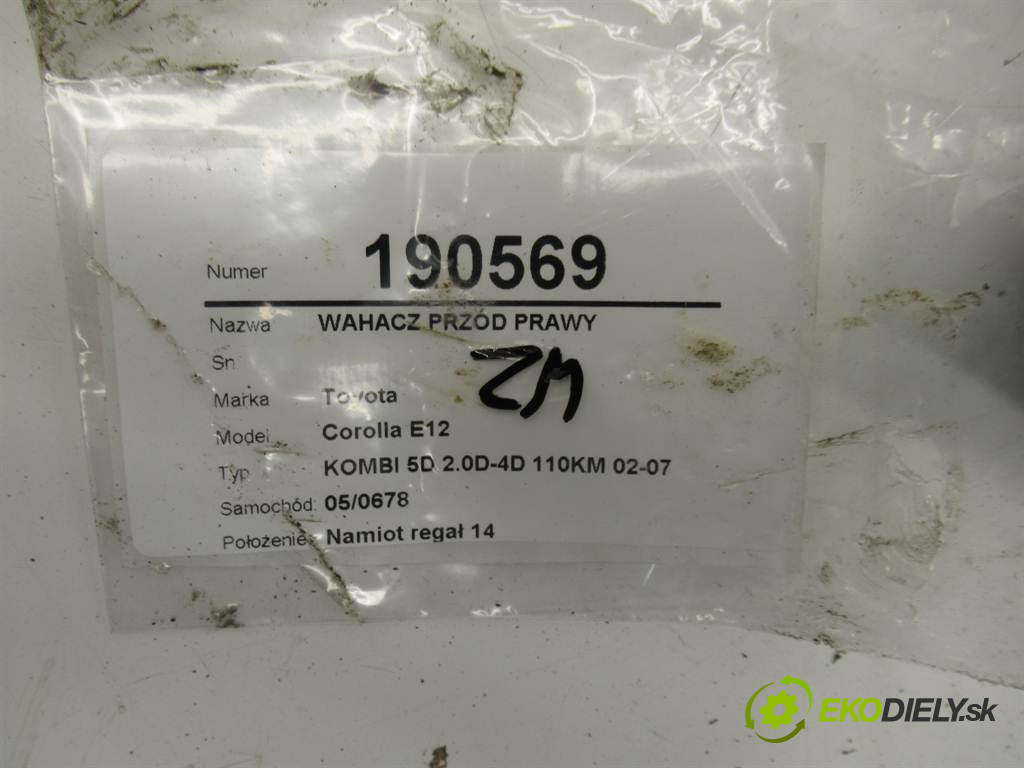 Numer 190569
Nazwa WAHACZ PRZÓD PRAWY
Sn
ZM
Marka Toyota
Model Corolla E12
Typ KOMBI 5D 2.0D-4D 110KM 02-07
Samochód: 05/0678
Położenie: Namiot regał 14
EKODIELY.sk